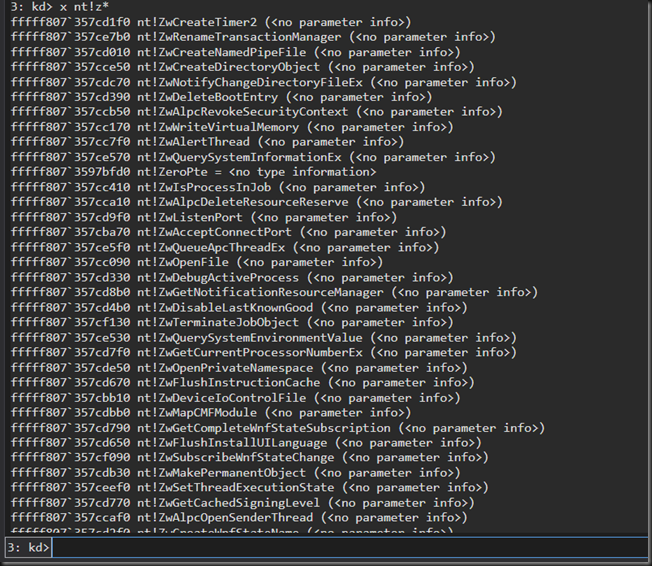 3: kd> x nt!z*
fffff807`357cd1f0 nt!ZwCreateTimer2 (<no parameter info>)
fffff807`357ce7b0 nt!ZwRenameTransactionManager (<no parameter info>)
fffff807`357cd010 nt!ZwCreateNamedPipeFile (<no parameter info>)
fffff807`357cce50 nt!ZwCreateDirectoryObject (<no parameter info>)
fffff807`357cdc70 nt!ZwNotifyChangeDirectoryFileEx (<no parameter info>)
fffff807`357cd390 nt!ZwDeleteBootEntry (<no parameter info>)
fffff807`357ccb50 nt!ZwAlpcRevokeSecurityContext (<no parameter info>)
fffff807`357cc170 nt!ZwWriteVirtualMemory (<no parameter info>)
fffff807`357cc7f0 nt!ZwAlertThread (<no parameter info>)
fffff807`357ce570 nt!ZwQuerySystemInformationEx (<no parameter info>)
fffff807`3597bfd0 nt!ZeroPte = <no type information>
fffff807`357cc410 nt!ZwIsProcessInJob (<no parameter info>)
fffff807`357cca10 nt!ZwAlpcDeleteResourceReserve (<no parameter info>)
fffff807`357cd9f0 nt!ZwListenPort (<no parameter info>)
fffff807`357cba70 nt!ZwAcceptConnectPort (<no parameter info>)
fffff807`357ce5f0 nt!ZwQueueApcThreadEx (<no parameter info>)
fffff807`357cc090 nt!ZwOpenFile (<no parameter info>)
fffff807`357cd330 nt!ZwDebugActiveProcess (<no parameter info>)
fffff807`357cd8b0 nt!ZwGetNotificationResourceManager (<no parameter info>)
fffff807`357cd4b0 nt!ZwDisableLastKnownGood (<no parameter info>)
fffff807`357cf130 nt!ZwTerminateJobObject (<no parameter info>)
fffff807`357ce530 nt!ZwQuerySystemEnvironmentValue (<no parameter info>)
fffff807`357cd7f0 nt!ZwGetCurrentProcessorNumberEx (<no parameter info>)
fffff807`357cde50 nt!ZwOpenPrivateNamespace (<no parameter info>)
fffff807`357cd670 nt!ZwFlushInstructionCache (<no parameter info>)
fffff807`357cbb10 nt!ZwDeviceIoControlFile (<no parameter info>)
fffff807`357cdbb0 nt!ZwMapCMFModule (<no parameter info>)
fffff807`357cd790 nt!ZwGetCompleteWnfStateSubscription (<no parameter info>)
fffff807`357cd650 nt!ZwFlushInstallUILanguage (<no parameter info>)
fffff807`357cf090 nt!ZwSubscribeWnfStateChange (<no parameter info>)
fffff807`357cdb30 nt!ZwMakePermanentObject (<no parameter info>)
fffff807`357ceef0 nt!ZwSetThreadExecutionState (<no parameter info>)
fffff807`357cd770 nt!ZwGetCachedSigningLevel (<no parameter info>)
fffff807`357ccaf0 nt!ZwAlpcOpenSenderThread (<no parameter info>)
fffff807`357cd2f0 nt!ZwCreateWnfStateName (<no parameter info>)
3: kd>